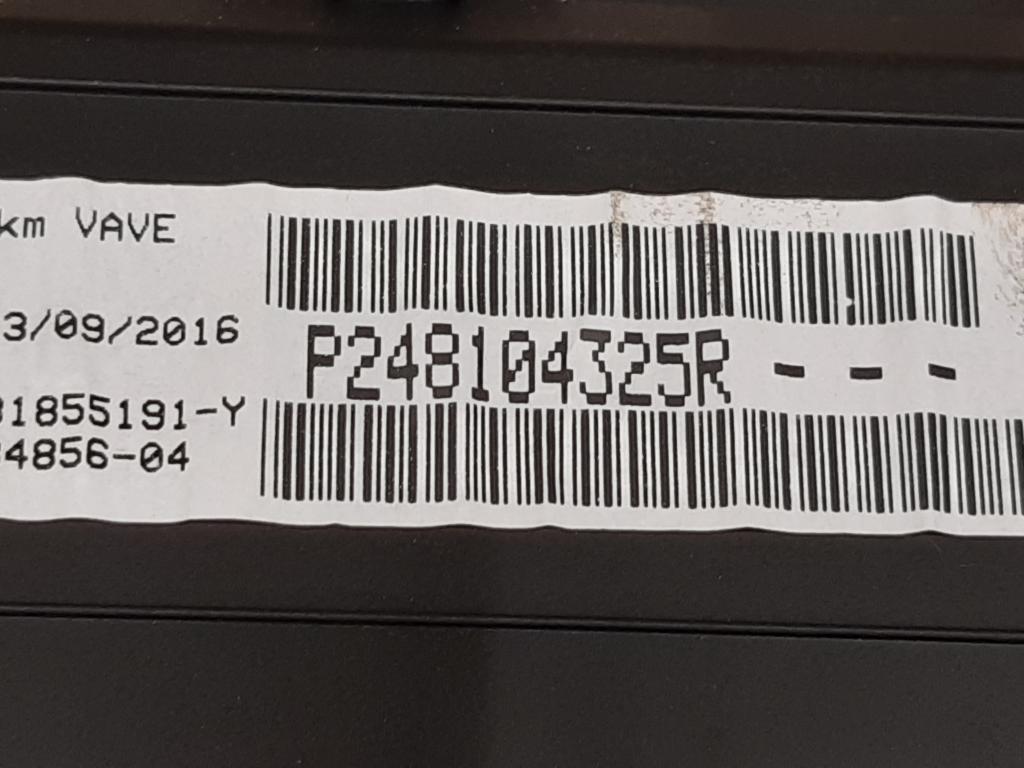 km VAVE
3/09/2016
P248104325R - - -
1855191-Y
4856-04